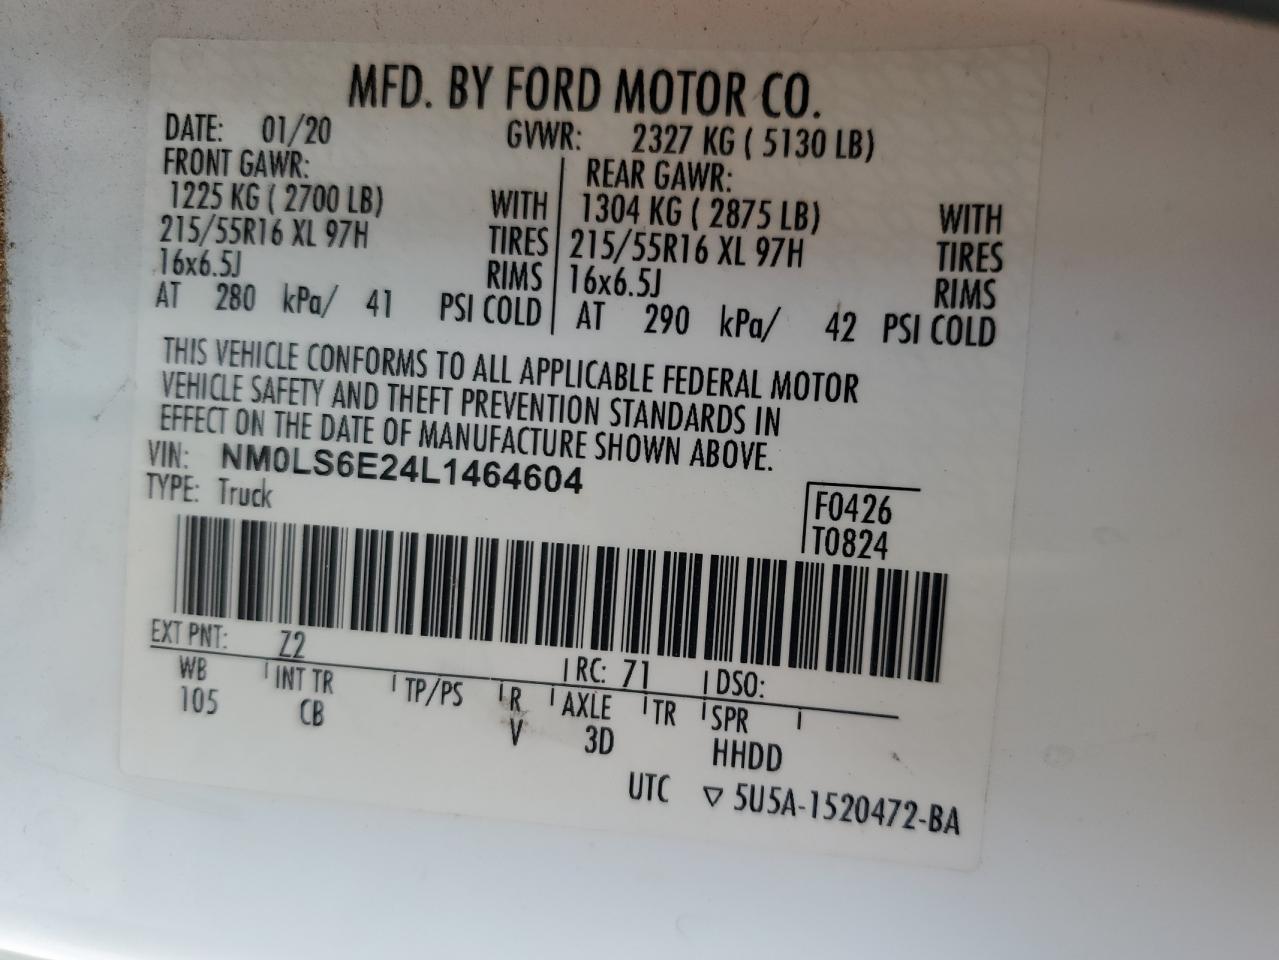 MFD. BY FORD MOTOR CO.
DATE: 01/20 GVWR: 2327 KG ( 5130 LB)
FRONT GAWR: REAR GAWR:
1225 KG ( 2700 LB) WITH 1304 KG ( 2875 LB) WITH
215/55R16 XL 97H TIRES 215/55R16 XL 97H TIRES
16x6.5J RIMS 16x6.5J RIMS
AT 280 kPa/ 41 PSI COLD AT 290 kPa/ 42 PSI COLD
THIS VEHICLE CONFORMS TO ALL APPLICABLE FEDERAL MOTOR
VEHICLE SAFETY AND THEFT PREVENTION STANDARDS IN
EFFECT ON THE DATE OF MANUFACTURE SHOWN ABOVE.
VIN: NM0LS6E24L1464604
TYPE: Truck
F0426
T0824
EXT PNT: Z2 RC: 71 DSO:
WB INT TR TP/PS R AXLE TR SPR
105 CB V 3D HHDD
UTC ▽ 5U5A-1520472-BA